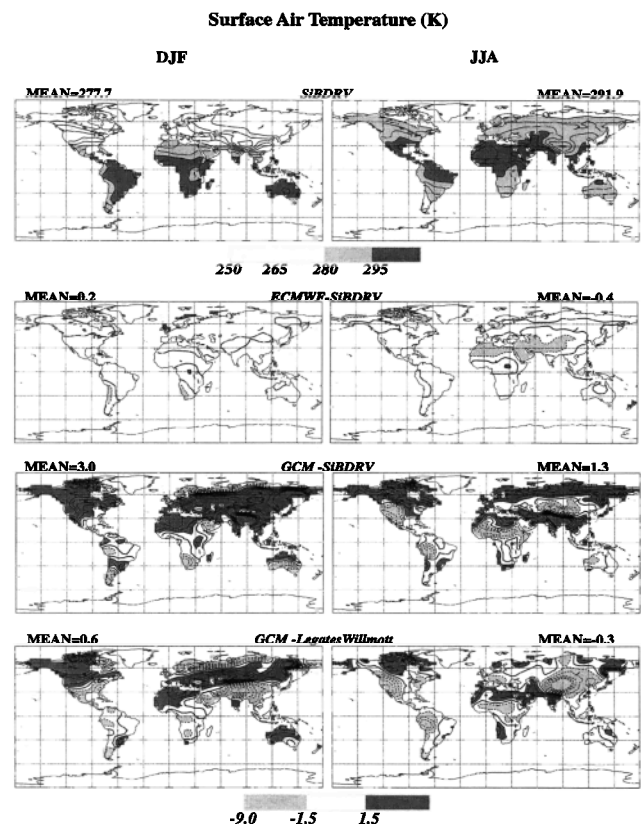 Surface Air Temperature (K)
DJF JJA
MEAN=277.7 SiBDRV MEAN=291.9
250 265 280 295
MEAN=0.2 ECMWF-SiBDRV MEAN=-0.4
MEAN=3.0 GCM -SiBDRV MEAN=1.3
MEAN=0.6 GCM -LegatesWillmott MEAN=-0.3
-9.0 -1.5 1.5